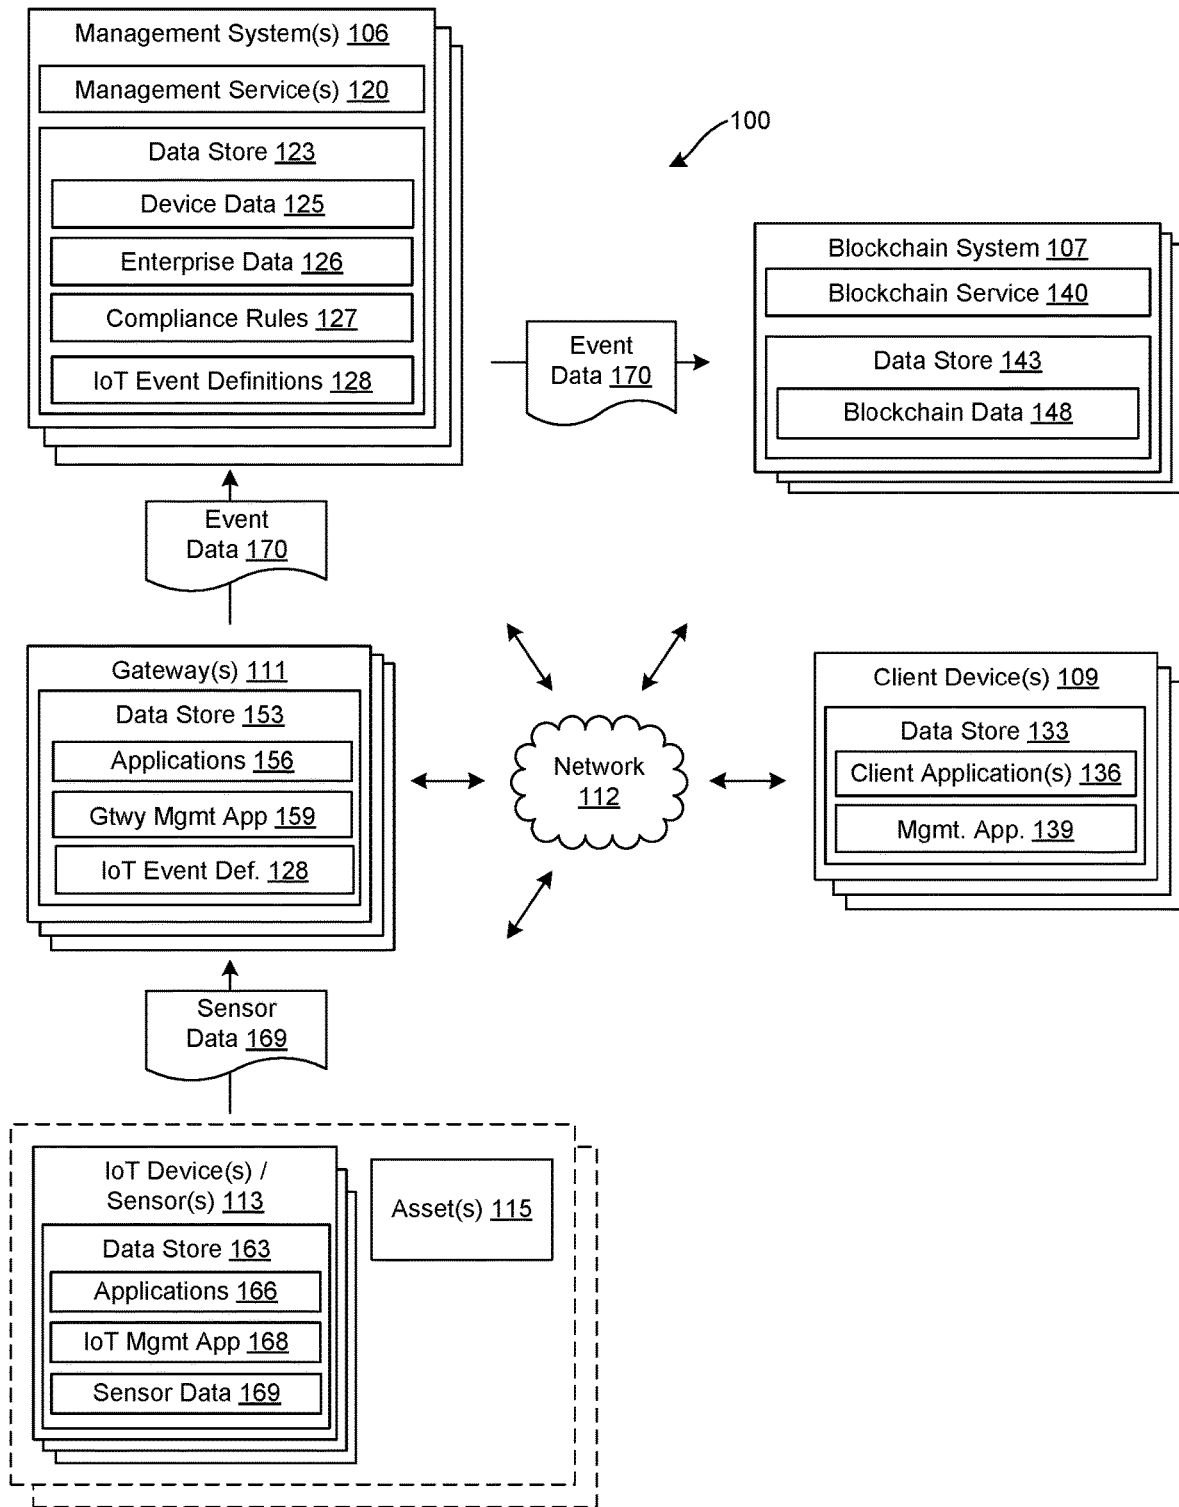 Management System(s) 106
Management Service(s) 120
Data Store 123
Device Data 125
Enterprise Data 126
Compliance Rules 127
IoT Event Definitions 128
100
Event
Data 170
Blockchain System 107
Blockchain Service 140
Data Store 143
Blockchain Data 148
Event
Data 170
Gateway(s) 111
Data Store 153
Applications 156
Gtwy Mgmt App 159
IoT Event Def. 128
Network
112
Client Device(s) 109
Data Store 133
Client Application(s) 136
Mgmt. App. 139
Sensor
Data 169
IoT Device(s) /
Sensor(s) 113
Data Store 163
Applications 166
IoT Mgmt App 168
Sensor Data 169
Asset(s) 115